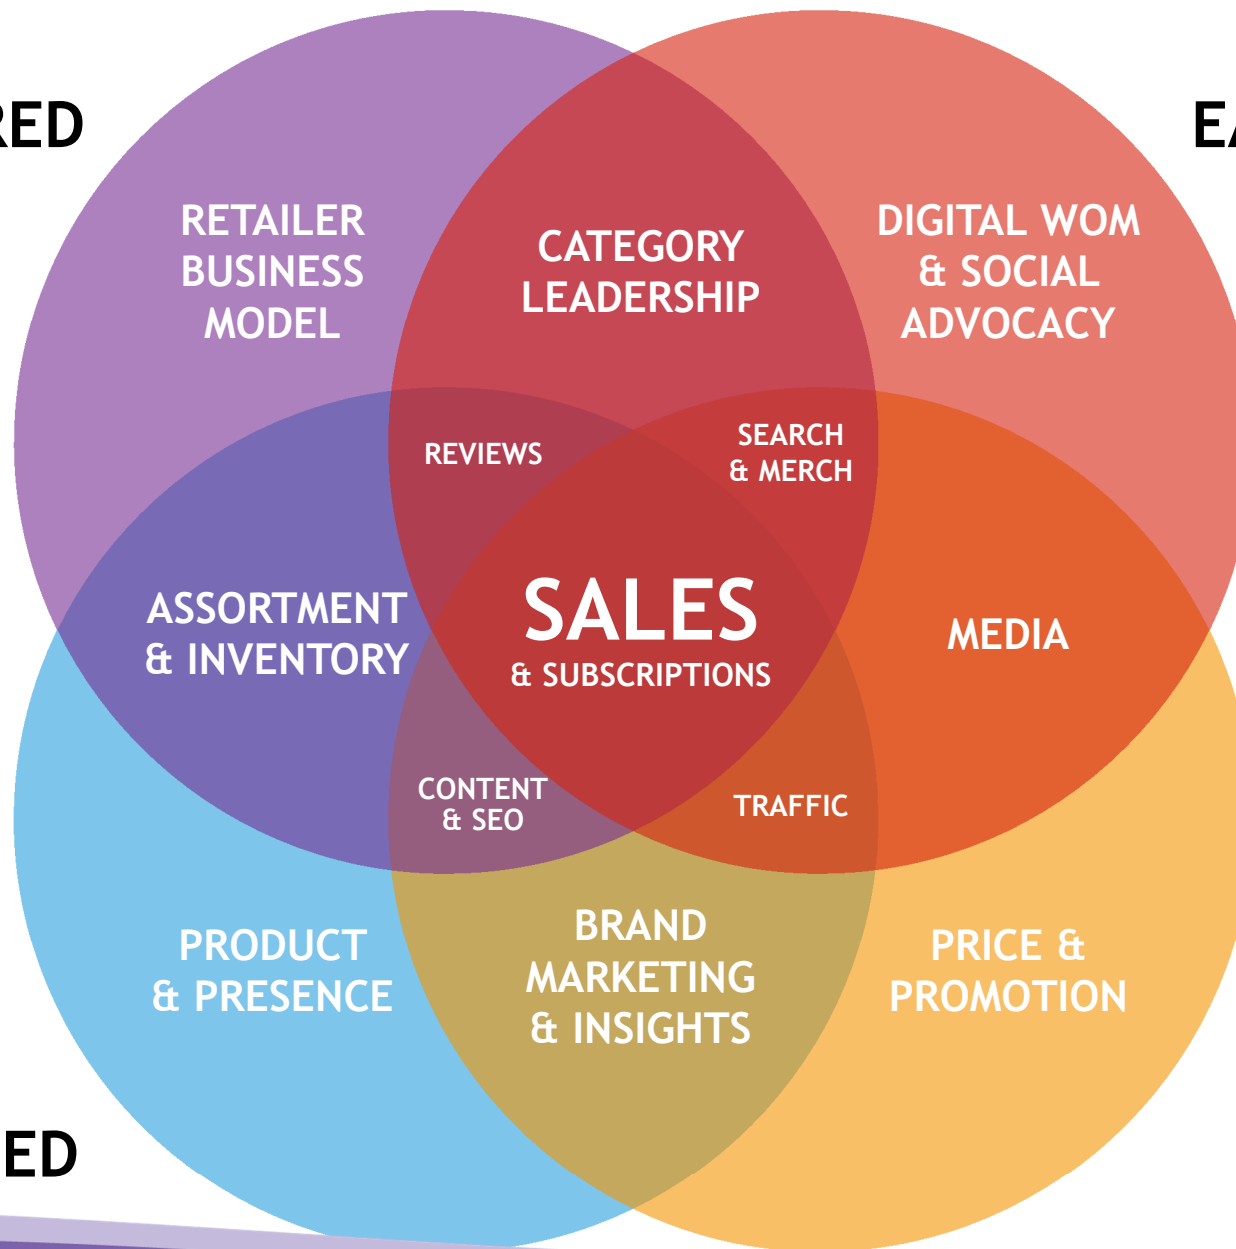 RED
EA
RETAILER
BUSINESS
MODEL
CATEGORY
LEADERSHIP
DIGITAL WOM
& SOCIAL
ADVOCACY
REVIEWS
SEARCH
& MERCH
ASSORTMENT
& INVENTORY
SALES
& SUBSCRIPTIONS
MEDIA
CONTENT
& SEO
TRAFFIC
PRODUCT
& PRESENCE
BRAND
MARKETING
& INSIGHTS
PRICE &
PROMOTION
ED